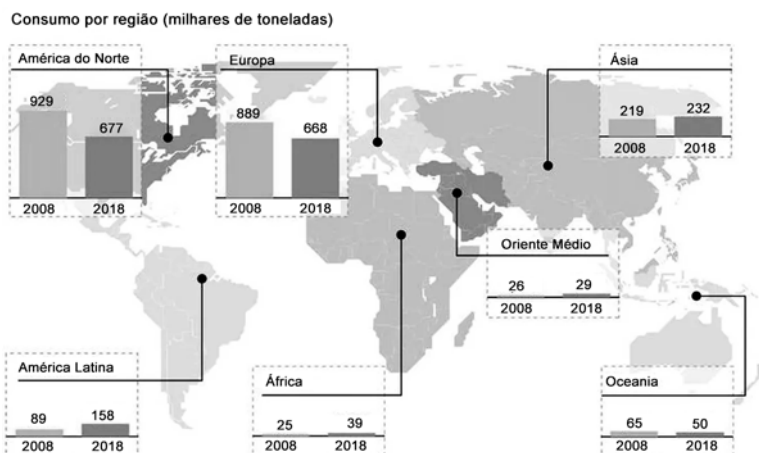 Consumo por região (milhares de toneladas)
América do Norte
929
677
2008 2018
Europa
889
668
2008 2018
Ásia
219 232
2008 2018
Oriente Médio
26 29
2008 2018
América Latina
89 158
2008 2018
África
25 39
2008 2018
Oceania
65 50
2008 2018